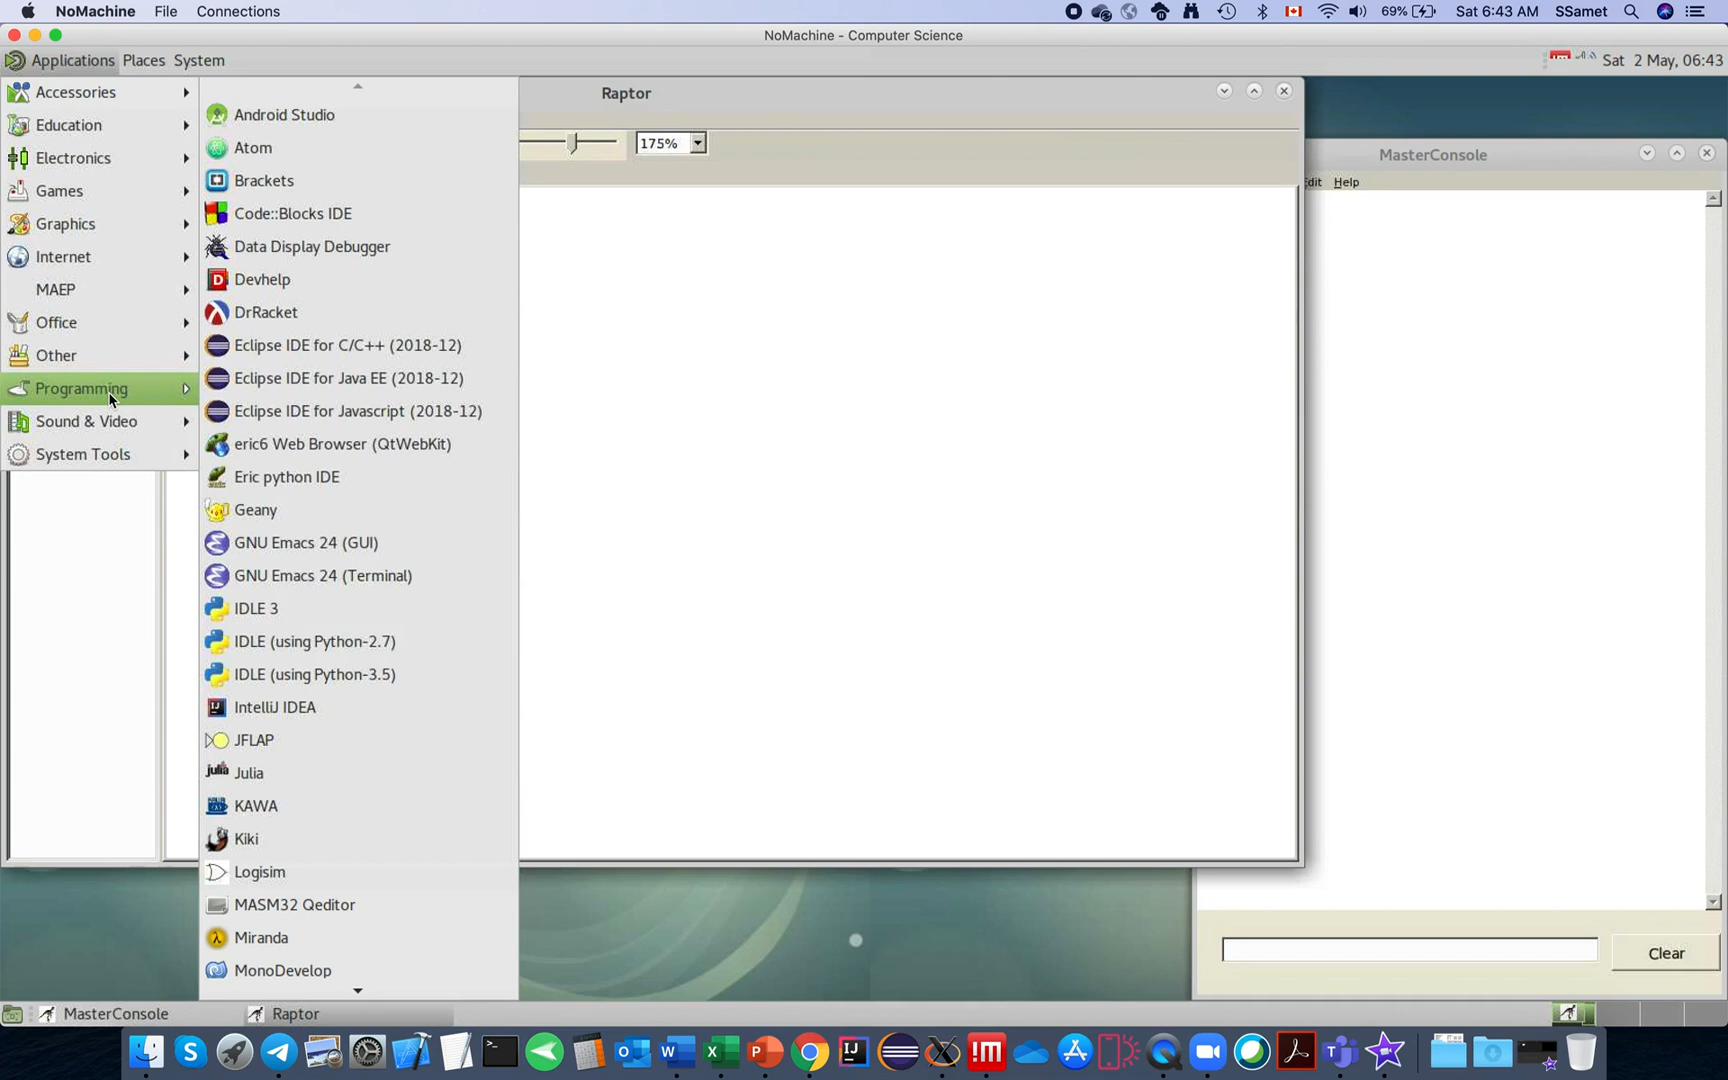 NoMachine File Connections 69% Sat 6:43 AM SSamet
NoMachine - Computer Science
Applications Places System Sat 2 May, 06:43
Accessories
Education
Electronics
Games
Graphics
Internet
MAEP
Office
Other
Programming
Sound & Video
System Tools
Android Studio
Atom
Brackets
Code::Blocks IDE
Data Display Debugger
Devhelp
DrRacket
Eclipse IDE for C/C++ (2018-12)
Eclipse IDE for Java EE (2018-12)
Eclipse IDE for Javascript (2018-12)
eric6 Web Browser (QtWebKit)
Eric python IDE
Geany
GNU Emacs 24 (GUI)
GNU Emacs 24 (Terminal)
IDLE 3
IDLE (using Python-2.7)
IDLE (using Python-3.5)
IntelliJ IDEA
JFLAP
julia Julia
KAWA
Kiki
Logisim
MASM32 Qeditor
Miranda
MonoDevelop
Raptor
175%
MasterConsole
dit Help
Clear
MasterConsole Raptor